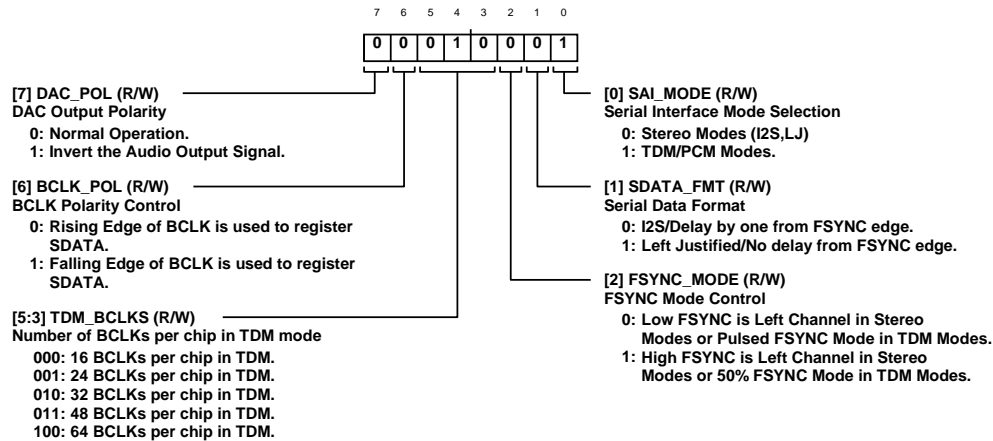 7 6 5 4 3 2 1 0
0 0 0 1 0 0 0 1
[7] DAC_POL (R/W)
DAC Output Polarity
0: Normal Operation.
1: Invert the Audio Output Signal.
[6] BCLK_POL (R/W)
BCLK Polarity Control
0: Rising Edge of BCLK is used to register
SDATA.
1: Falling Edge of BCLK is used to register
SDATA.
[5:3] TDM_BCLKS (R/W)
Number of BCLKs per chip in TDM mode
000: 16 BCLKs per chip in TDM.
001: 24 BCLKs per chip in TDM.
010: 32 BCLKs per chip in TDM.
011: 48 BCLKs per chip in TDM.
100: 64 BCLKs per chip in TDM.
[0] SAI_MODE (R/W)
Serial Interface Mode Selection
0: Stereo Modes (I2S,LJ)
1: TDM/PCM Modes.
[1] SDATA_FMT (R/W)
Serial Data Format
0: I2S/Delay by one from FSYNC edge.
1: Left Justified/No delay from FSYNC edge.
[2] FSYNC_MODE (R/W)
FSYNC Mode Control
0: Low FSYNC is Left Channel in Stereo
Modes or Pulsed FSYNC Mode in TDM Modes.
1: High FSYNC is Left Channel in Stereo
Modes or 50% FSYNC Mode in TDM Modes.